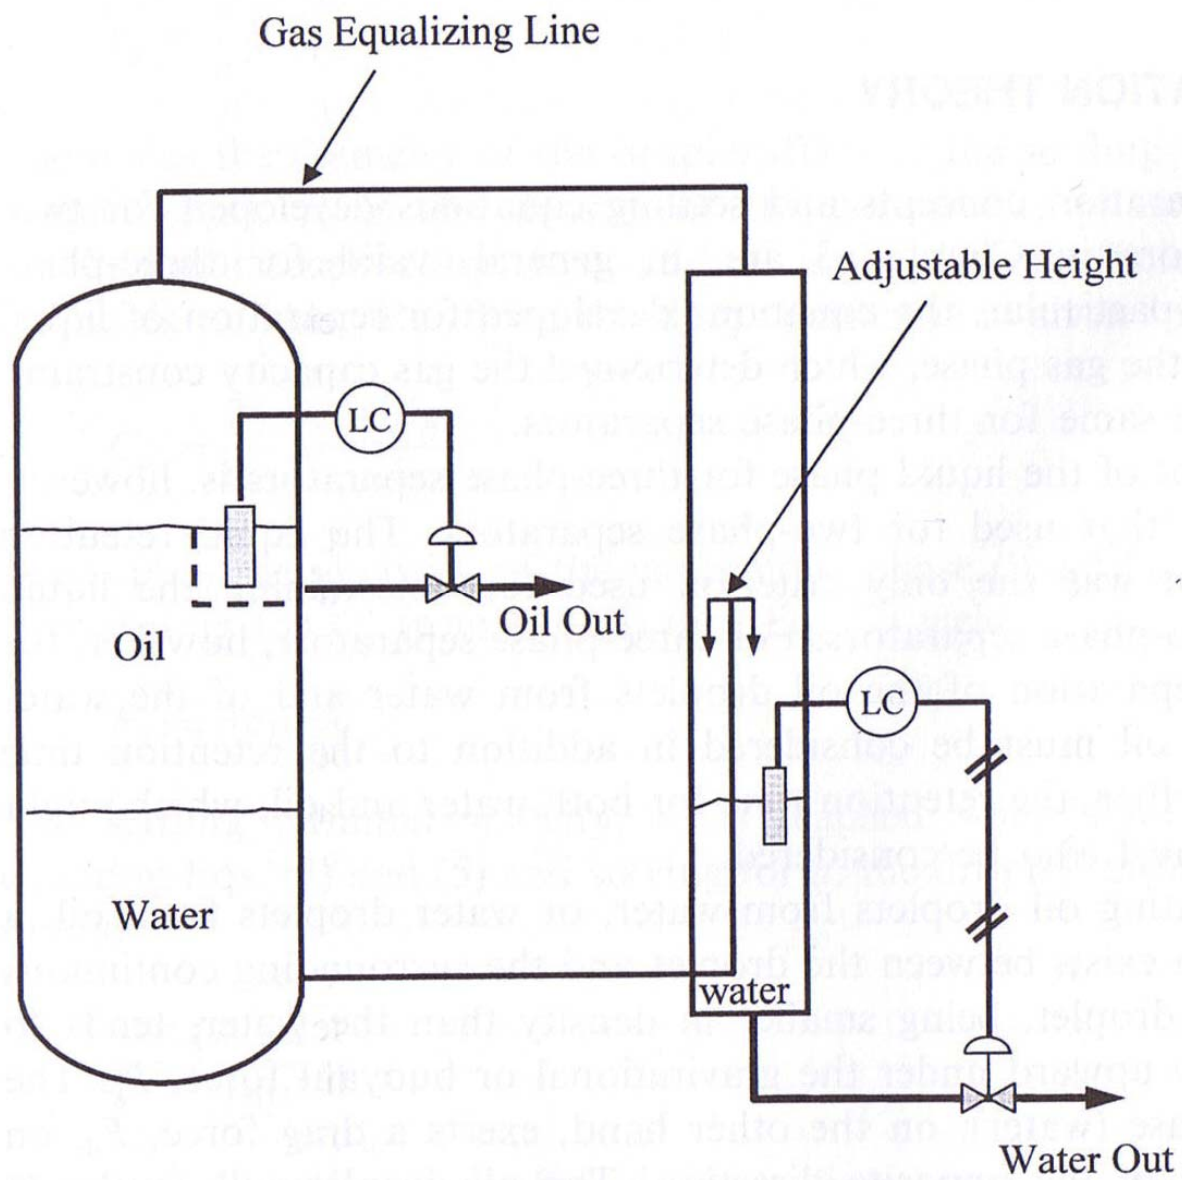 Gas Equalizing Line
Adjustable Height
LC
Oil Out
Oil
LC
Water
water
Water Out